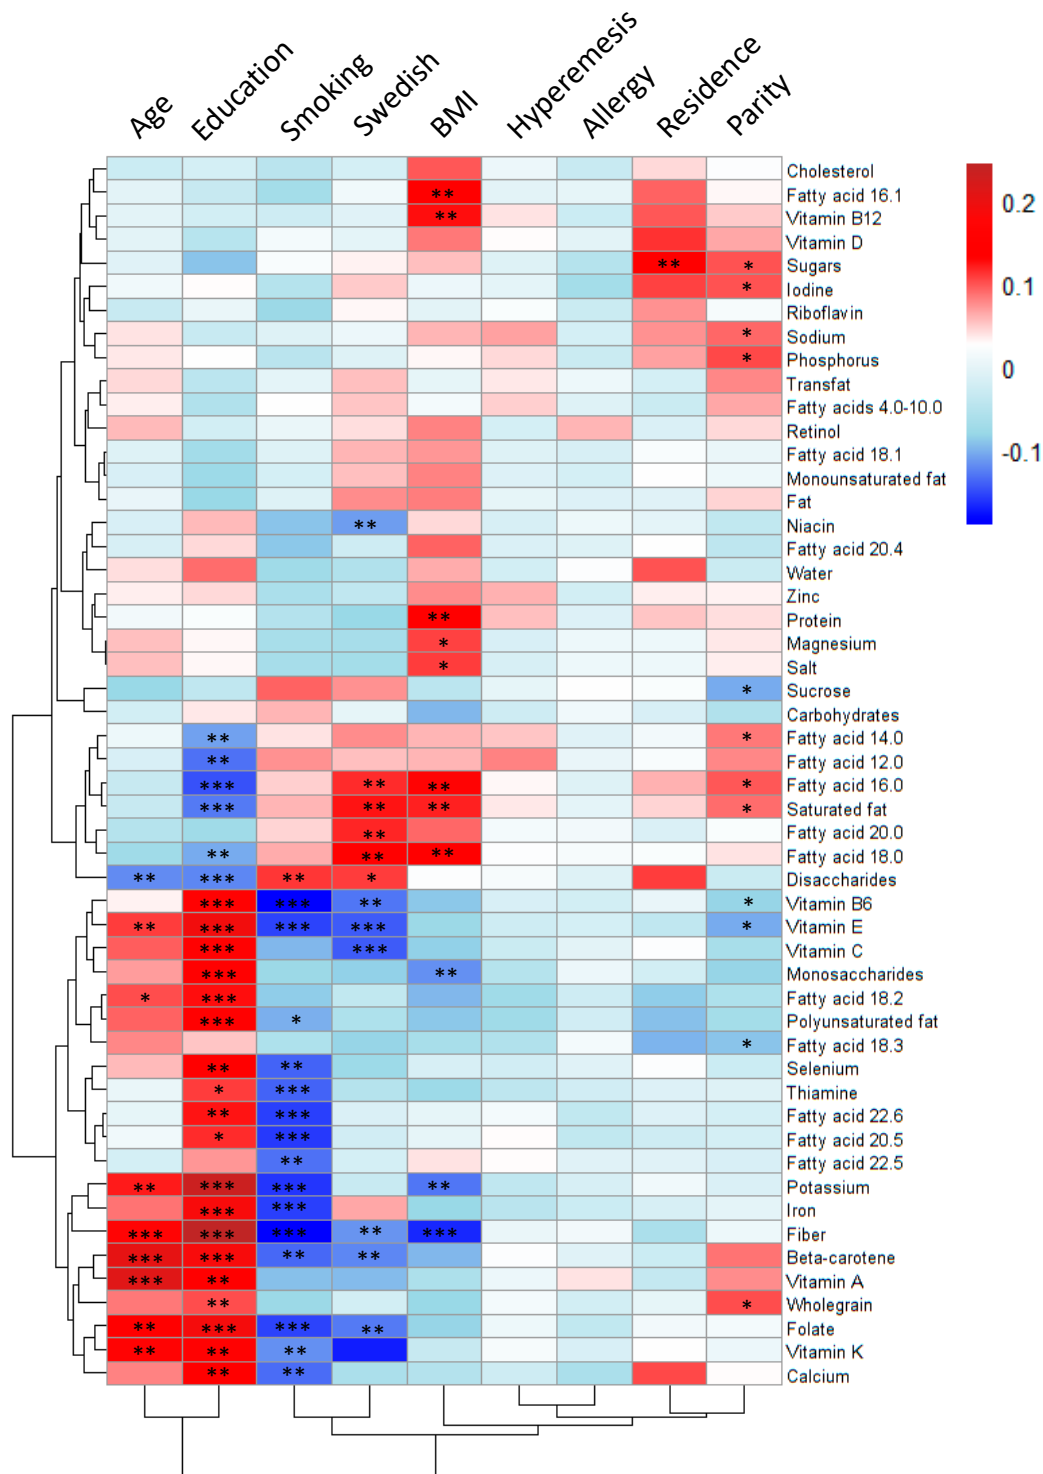 Age Education Smoking Swedish BMI Hyperemesis Allergy Residence Parity
Cholesterol
** Fatty acid 16.1
** Vitamin B12
Vitamin D
** * Sugars
* Iodine
Riboflavin
* Sodium
* Phosphorus
Transfat
Fatty acids 4.0-10.0
Retinol
Fatty acid 18.1
Monounsaturated fat
Fat
** Niacin
Fatty acid 20.4
Water
Zinc
** Protein
* Magnesium
* Salt
* Sucrose
Carbohydrates
** * Fatty acid 14.0
** Fatty acid 12.0
*** ** ** * Fatty acid 16.0
*** ** ** * Saturated fat
** Fatty acid 20.0
** ** ** Fatty acid 18.0
** *** ** * Disaccharides
*** *** ** * Vitamin B6
** *** *** *** * Vitamin E
*** *** Vitamin C
*** ** Monosaccharides
* *** Fatty acid 18.2
*** * Polyunsaturated fat
* Fatty acid 18.3
** ** Selenium
* *** Thiamine
** *** Fatty acid 22.6
* *** Fatty acid 20.5
** Fatty acid 22.5
** *** *** ** Potassium
*** *** Iron
*** *** *** ** *** Fiber
*** *** ** ** Beta-carotene
*** ** Vitamin A
** * Wholegrain
** *** *** ** Folate
** ** ** Vitamin K
** ** Calcium
0.2
0.1
0
-0.1